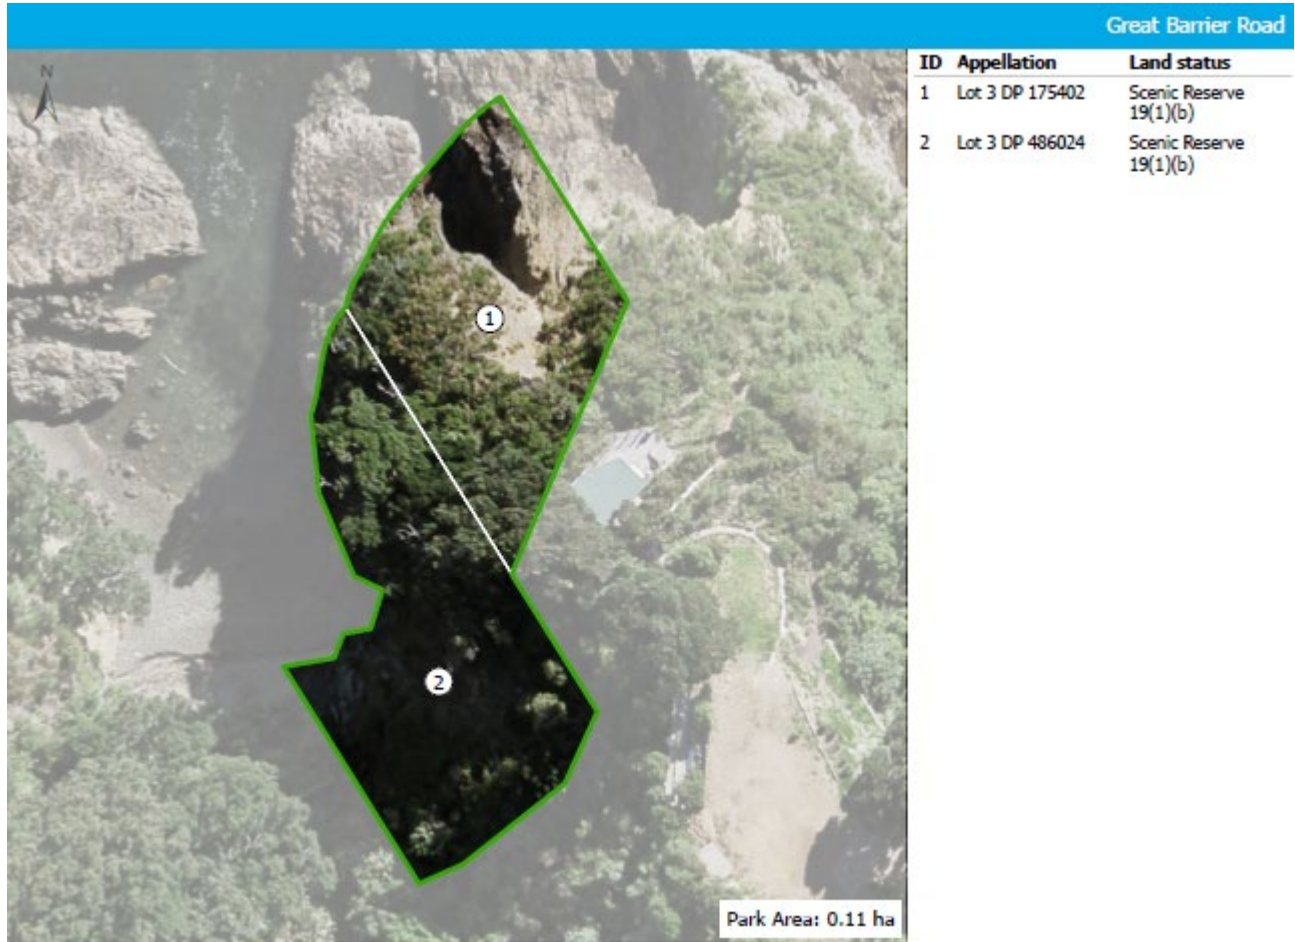 Great Barrier Road
N
ID Appellation Land status
1 Lot 3 DP 175402 Scenic Reserve
19(1)(b)
2 Lot 3 DP 486024 Scenic Reserve
19(1)(b)
1
2
Park Area: 0.11 ha